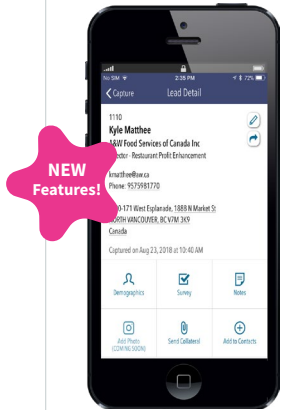 No SIM
2:35 PM
72%
Capture
Lead Detail
1110
Kyle Matthee
A&W Food Services of Canada Inc
Director - Restaurant Profit Enhancement
kmatthee@aw.ca
Phone: 9575981770
-171 West Esplanade, 1888 N Market St
NORTH VANCOUVER, BC V7M 3K9
Canada
Captured on Aug 23, 2018 at 10:40 AM
NEW
Features!
Demographics
Survey
Notes
Add Photo
(COMING SOON)
Send Collateral
Add to Contacts